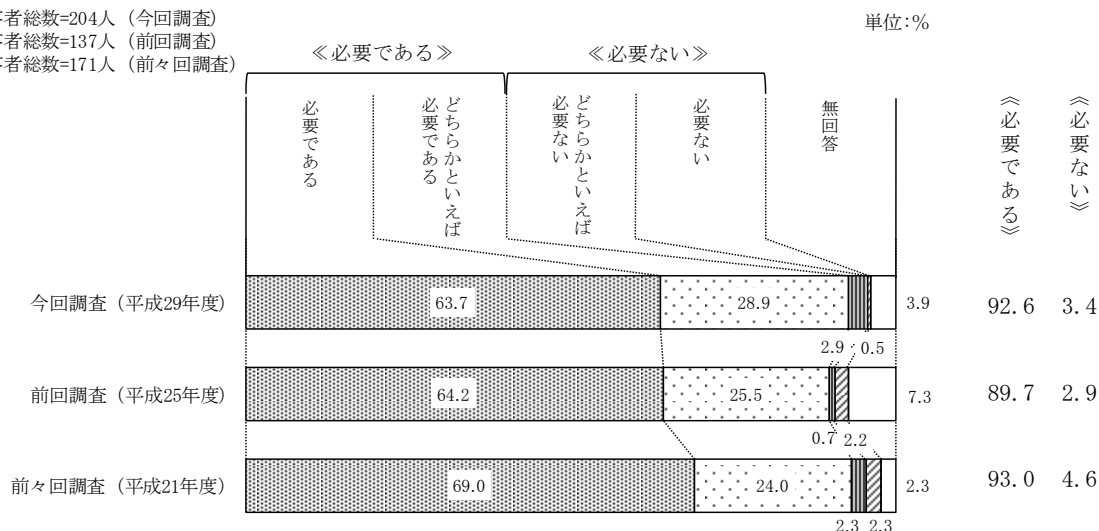 答者総数=204人（今回調査）
答者総数=137人（前回調査）
答者総数=171人（前々回調査）
単位：%
≪必要である≫
≪必要ない≫
必要である
どちらかといえば
必要である
どちらかといえば
必要ない
必要ない
無回答
≪必要である≫
≪必要ない≫
今回調査（平成29年度）
63.7
28.9
3.9
92.6
3.4
2.9
0.5
前回調査（平成25年度）
64.2
25.5
7.3
89.7
2.9
0.7
2.2
前々回調査（平成21年度）
69.0
24.0
2.3
93.0
4.6
2.3
2.3